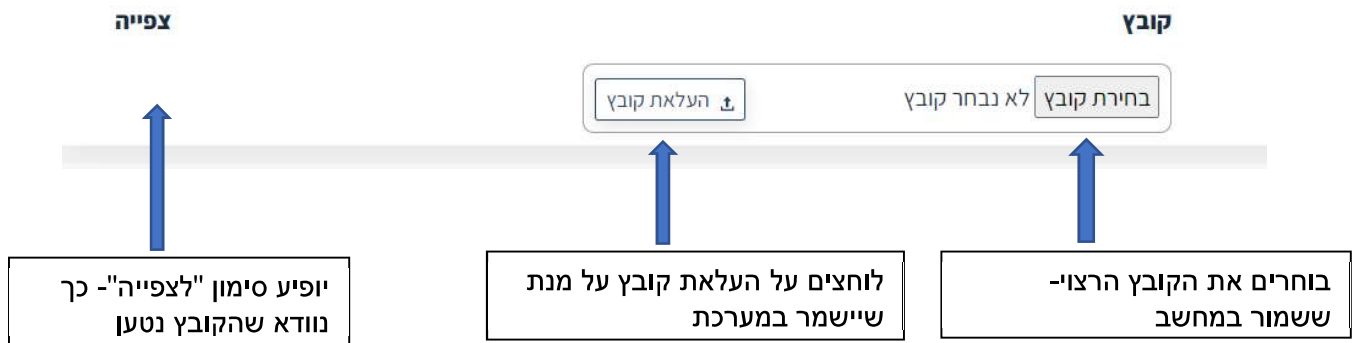 קובץ
צפייה
בחירת קובץ לא נבחר קובץ
העלאת קובץ
בוחרים את הקובץ הרצוי-
ששמור במחשב
לוחצים על העלאת קובץ על מנת
שיישמר במערכת
יופיע סימון "לצפייה"- כך
נוודא שהקובץ נטען